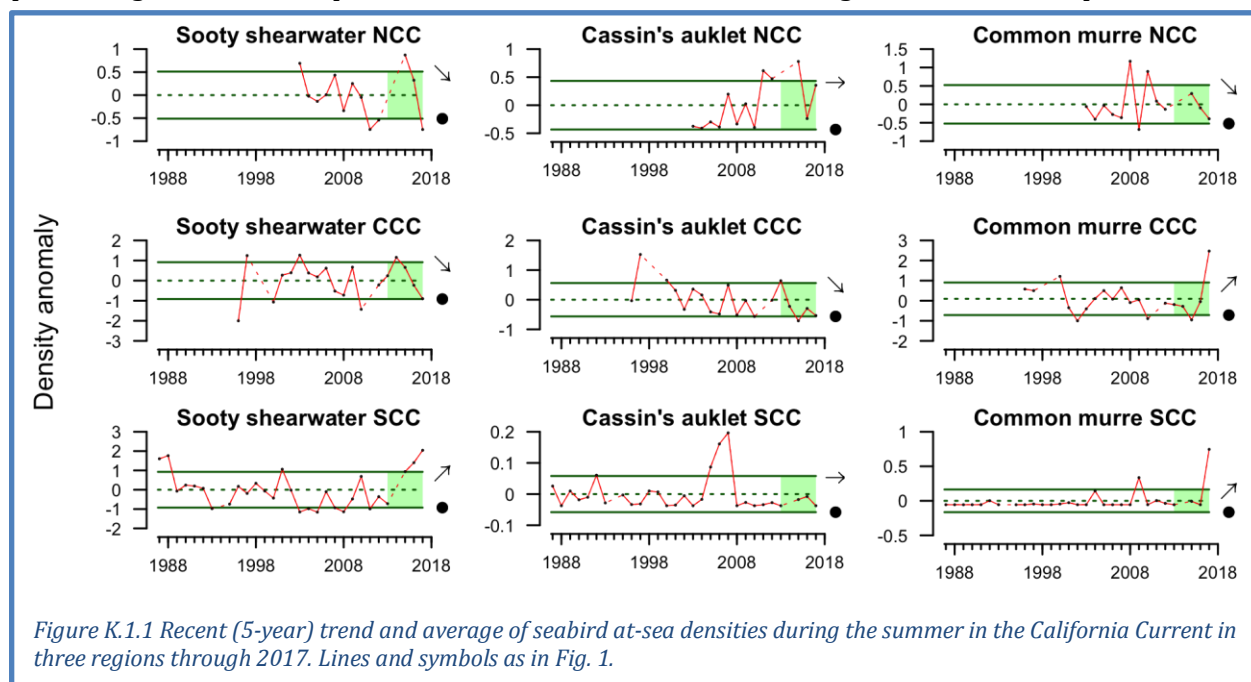 Sooty shearwater NCC
1
0.5
0
-0.5
-1
1988 1998 2008 2018
Cassin's auklet NCC
0.5
0
-0.5
1988 1998 2008 2018
Common murre NCC
1.5
1
0.5
0
-0.5
-1
1988 1998 2008 2018
Density anomaly
Sooty shearwater CCC
2
1
0
-1
-2
-3
1988 1998 2008 2018
Cassin's auklet CCC
2
1
0
-1
1988 1998 2008 2018
Common murre CCC
3
2
1
0
-1
-2
1988 1998 2008 2018
Sooty shearwater SCC
3
2
1
0
-1
-2
1988 1998 2008 2018
Cassin's auklet SCC
0.2
0.1
0
-0.1
1988 1998 2008 2018
Common murre SCC
1
0.5
0
-0.5
1988 1998 2008 2018
Figure K.1.1 Recent (5-year) trend and average of seabird at-sea densities during the summer in the California Current in
three regions through 2017. Lines and symbols as in Fig. 1.